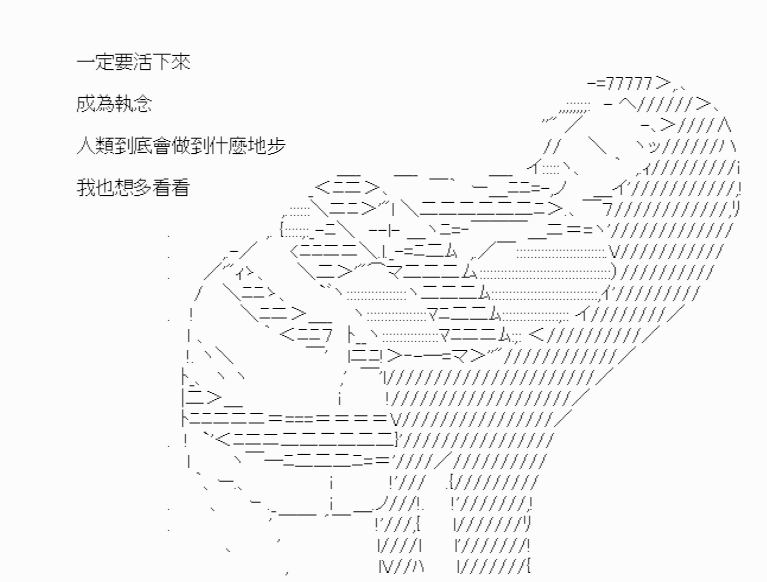 一定要活下來
成為執念
人類到底會做到什麼地步
我也想多看看